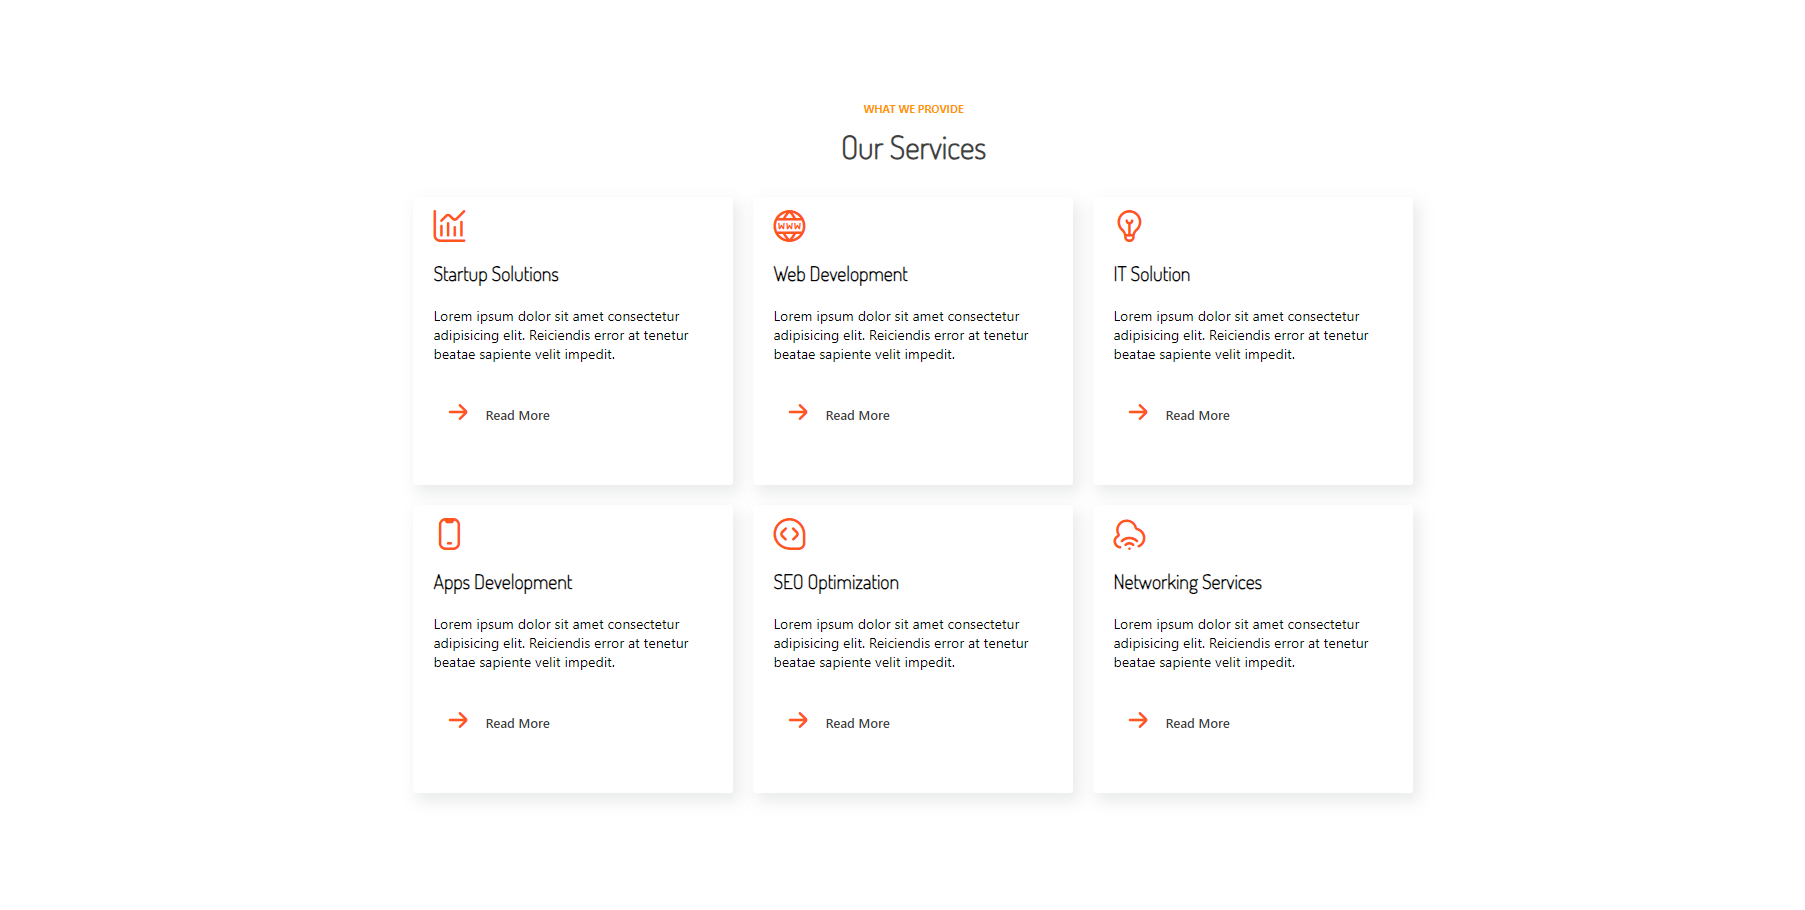 WHAT WE PROVIDE
Our Services
Startup Solutions
Lorem ipsum dolor sit amet consectetur
adipisicing elit. Reiciendis error at tenetur
beatae sapiente velit impedit.
Read More
WWW
Web Development
Lorem ipsum dolor sit amet consectetur
adipisicing elit. Reiciendis error at tenetur
beatae sapiente velit impedit.
Read More
IT Solution
Lorem ipsum dolor sit amet consectetur
adipisicing elit. Reiciendis error at tenetur
beatae sapiente velit impedit.
Read More
Apps Development
Lorem ipsum dolor sit amet consectetur
adipisicing elit. Reiciendis error at tenetur
beatae sapiente velit impedit.
Read More
SEO Optimization
Lorem ipsum dolor sit amet consectetur
adipisicing elit. Reiciendis error at tenetur
beatae sapiente velit impedit.
Read More
Networking Services
Lorem ipsum dolor sit amet consectetur
adipisicing elit. Reiciendis error at tenetur
beatae sapiente velit impedit.
Read More